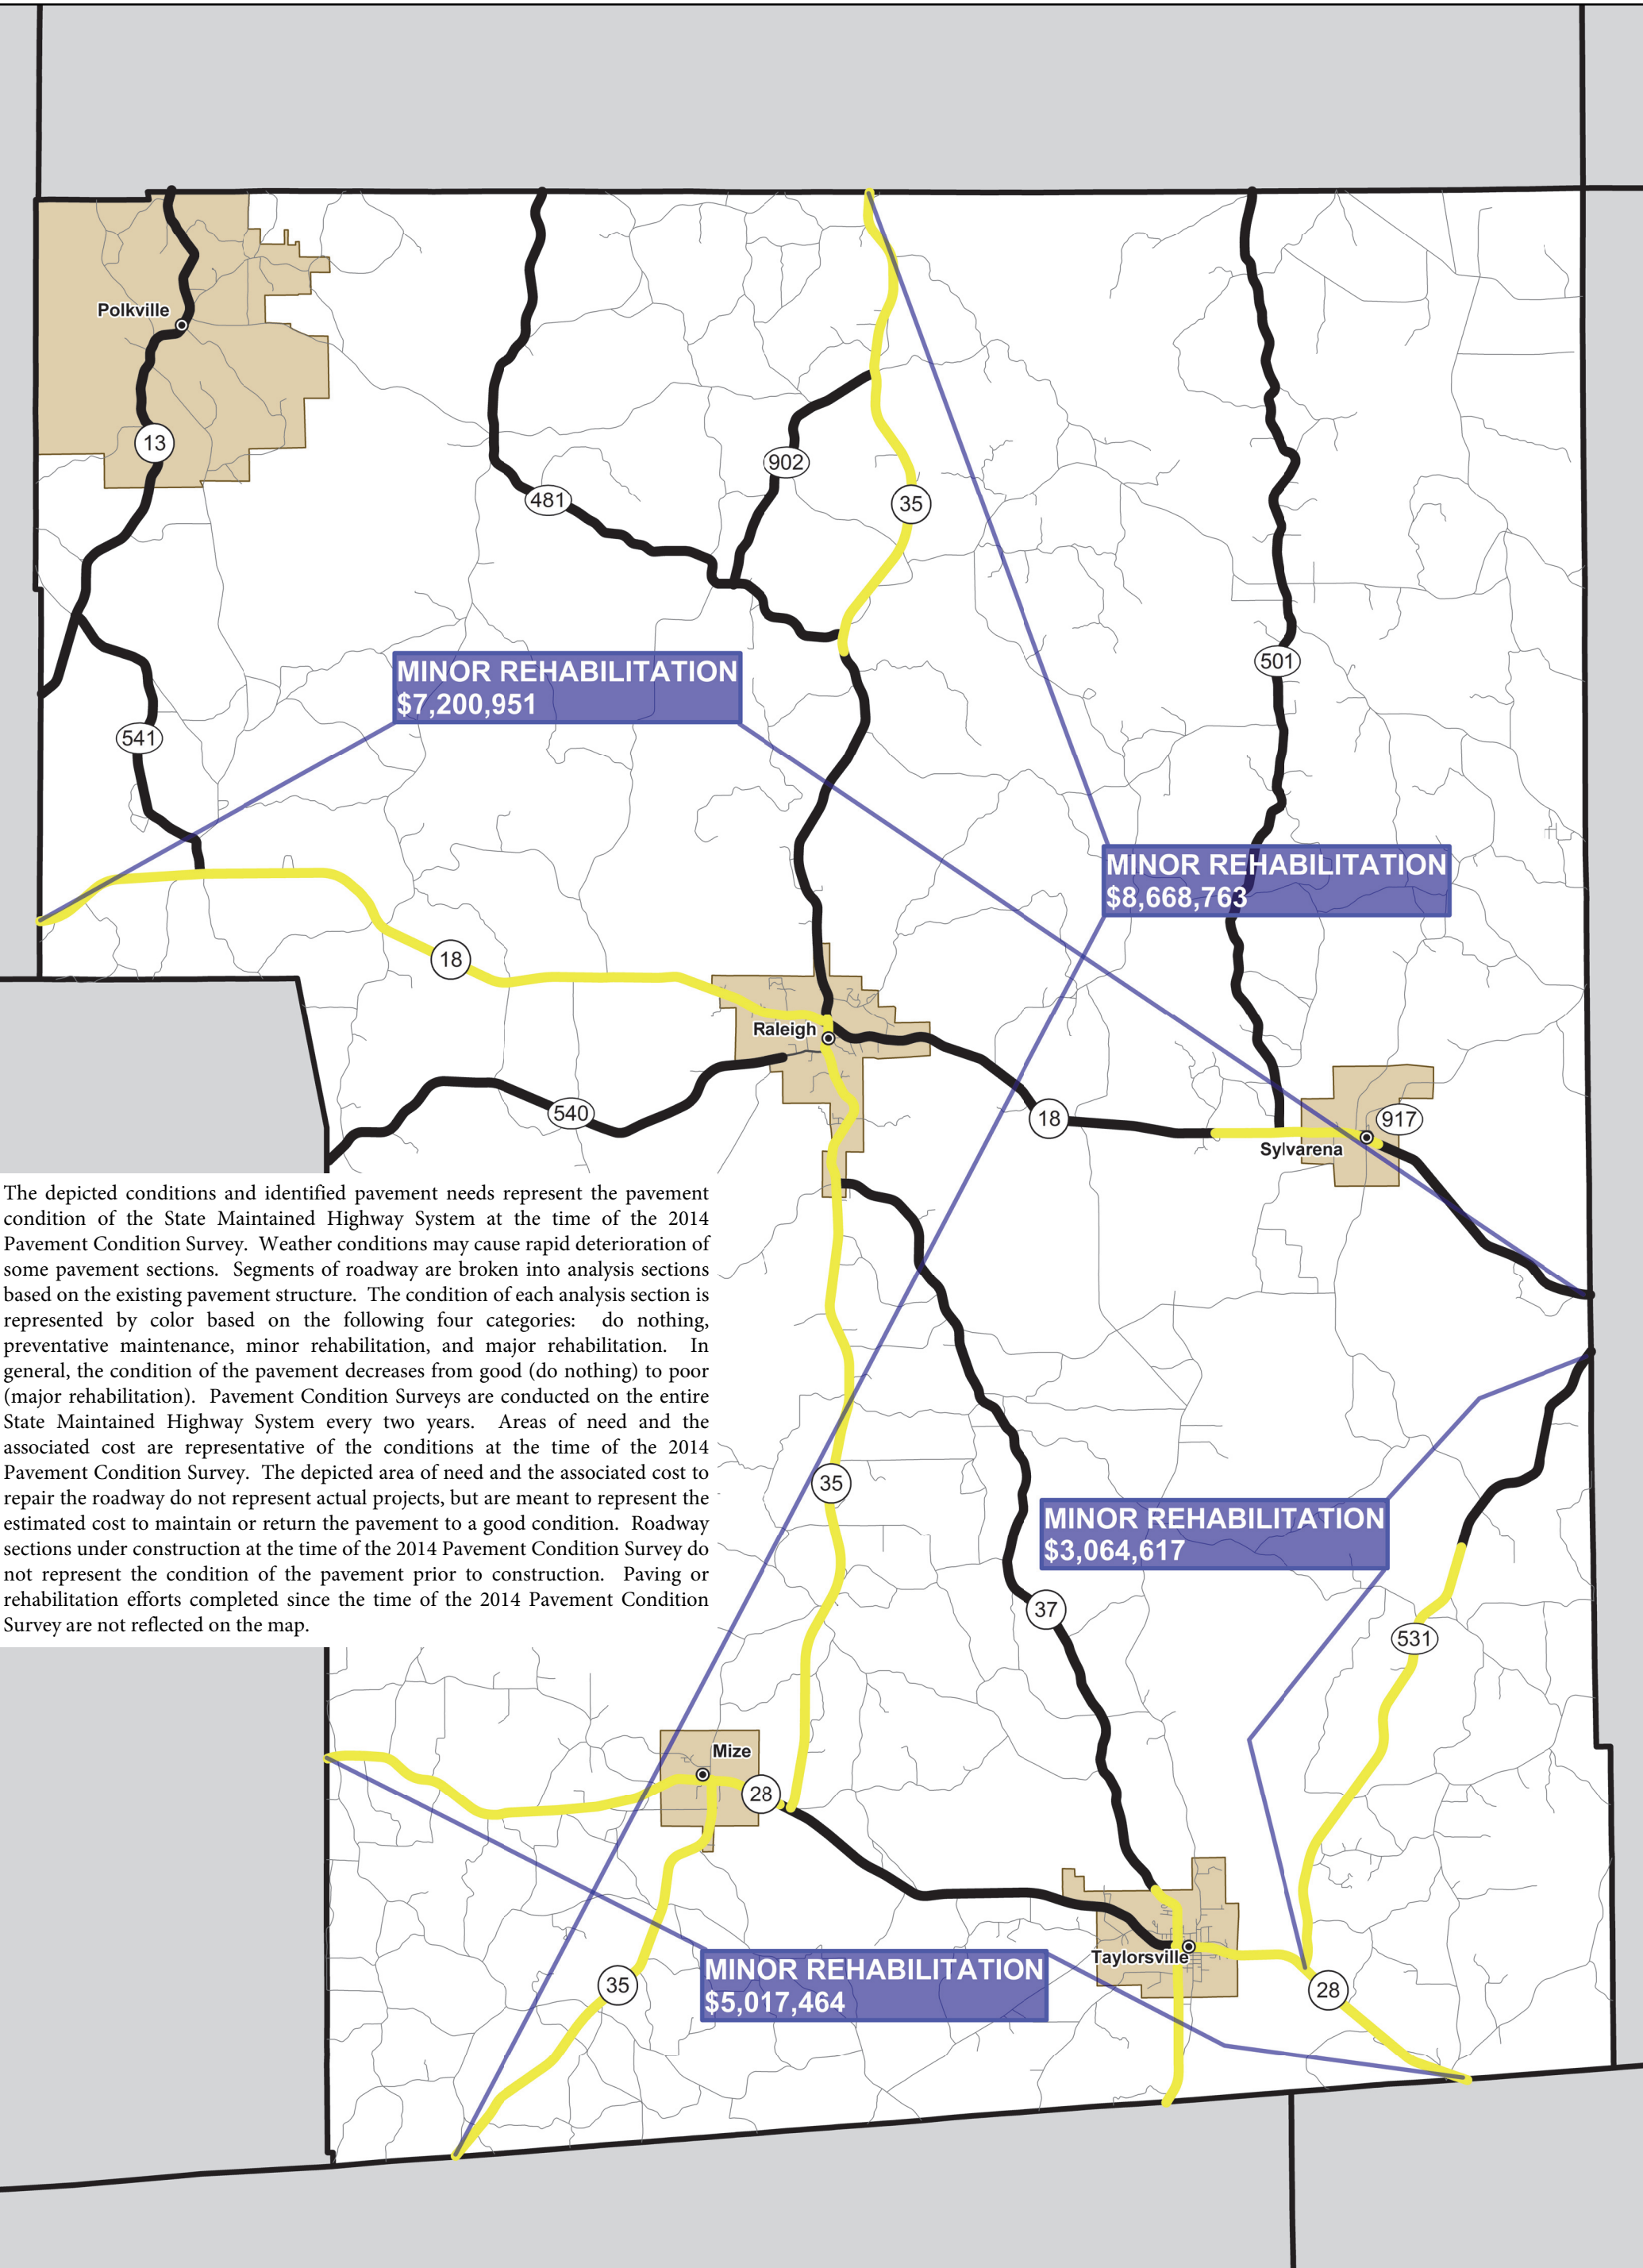 Polkville
13
902
481
35
MINOR REHABILITATION
$7,200,951
501
541
MINOR REHABILITATION
$8,668,763
18
Raleigh
540
18
917
Sylvarena
The depicted conditions and identified pavement needs represent the pavement
condition of the State Maintained Highway System at the time of the 2014
Pavement Condition Survey. Weather conditions may cause rapid deterioration of
some pavement sections. Segments of roadway are broken into analysis sections
based on the existing pavement structure. The condition of each analysis section is
represented by color based on the following four categories: do nothing,
preventative maintenance, minor rehabilitation, and major rehabilitation. In
general, the condition of the pavement decreases from good (do nothing) to poor
(major rehabilitation). Pavement Condition Surveys are conducted on the entire
State Maintained Highway System every two years. Areas of need and the
associated cost are representative of the conditions at the time of the 2014
Pavement Condition Survey. The depicted area of need and the associated cost to
repair the roadway do not represent actual projects, but are meant to represent the
estimated cost to maintain or return the pavement to a good condition. Roadway
sections under construction at the time of the 2014 Pavement Condition Survey do
not represent the condition of the pavement prior to construction. Paving or
rehabilitation efforts completed since the time of the 2014 Pavement Condition
Survey are not reflected on the map.
35
MINOR REHABILITATION
$3,064,617
37
531
Mize
28
Taylorsville
MINOR REHABILITATION
$5,017,464
35
28